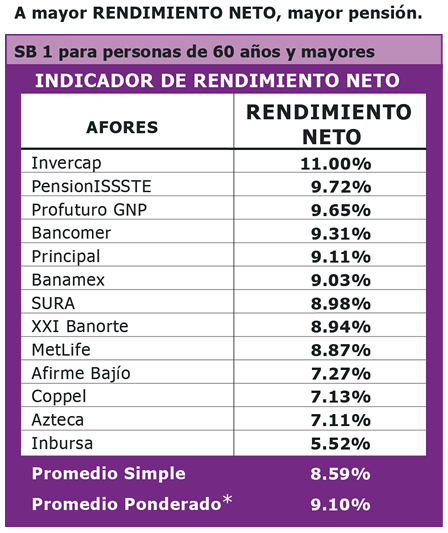 A mayor RENDIMIENTO NETO, mayor pensión.
SB 1 para personas de 60 años y mayores
INDICADOR DE RENDIMIENTO NETO
AFORES RENDIMIENTO NETO
Invercap 11.00%
PensionISSSTE 9.72%
Profuturo GNP 9.65%
Bancomer 9.31%
Principal 9.11%
Banamex 9.03%
SURA 8.98%
XXI Banorte 8.94%
MetLife 8.87%
Afirme Bajío 7.27%
Coppel 7.13%
Azteca 7.11%
Inbursa 5.52%
Promedio Simple 8.59%
Promedio Ponderado* 9.10%